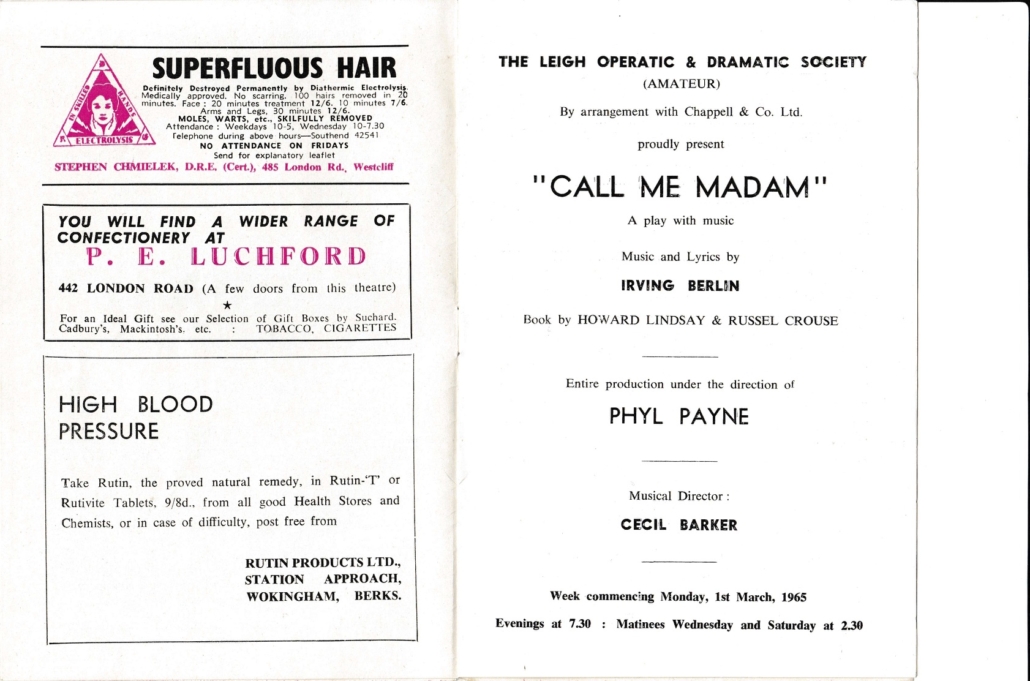 SUPERFLUOUS HAIR
Definitely Destroyed Permanently by Diathermic Electrolysis.
Medically approved. No scarring. 100 hairs removed in 20
minutes. Face : 20 minutes treatment 12/6. 10 minutes 7/6.
Arms and Legs, 30 minutes 12/6.
MOLES, WARTS, etc., SKILFULLY REMOVED
Attendance : Weekdays 10-5, Wednesday 10-7.30
Telephone during above hours—Southend 42541
NO ATTENDANCE ON FRIDAYS
Send for explanatory leaflet
IN SKILLED HANDS
ELECTROLYSIS
STEPHEN CHMIELEK, D.R.E. (Cert.), 485 London Rd., Westcliff
YOU WILL FIND A WIDER RANGE OF
CONFECTIONERY AT
P. E. LUCHFORD
442 LONDON ROAD (A few doors from this theatre)
★
For an Ideal Gift see our Selection of Gift Boxes by Suchard.
Cadbury's, Mackintosh's. etc. : TOBACCO, CIGARETTES
HIGH BLOOD
PRESSURE
Take Rutin, the proved natural remedy, in Rutin-'T' or
Rutivite Tablets, 9/8d., from all good Health Stores and
Chemists, or in case of difficulty, post free from
RUTIN PRODUCTS LTD.,
STATION APPROACH,
WOKINGHAM, BERKS.
THE LEIGH OPERATIC & DRAMATIC SOCIETY
(AMATEUR)
By arrangement with Chappell & Co. Ltd.
proudly present
"CALL ME MADAM"
A play with music
Music and Lyrics by
IRVING BERLIN
Book by HOWARD LINDSAY & RUSSEL CROUSE
Entire production under the direction of
PHYL PAYNE
Musical Director :
CECIL BARKER
Week commencing Monday, 1st March, 1965
Evenings at 7.30 : Matinees Wednesday and Saturday at 2.30